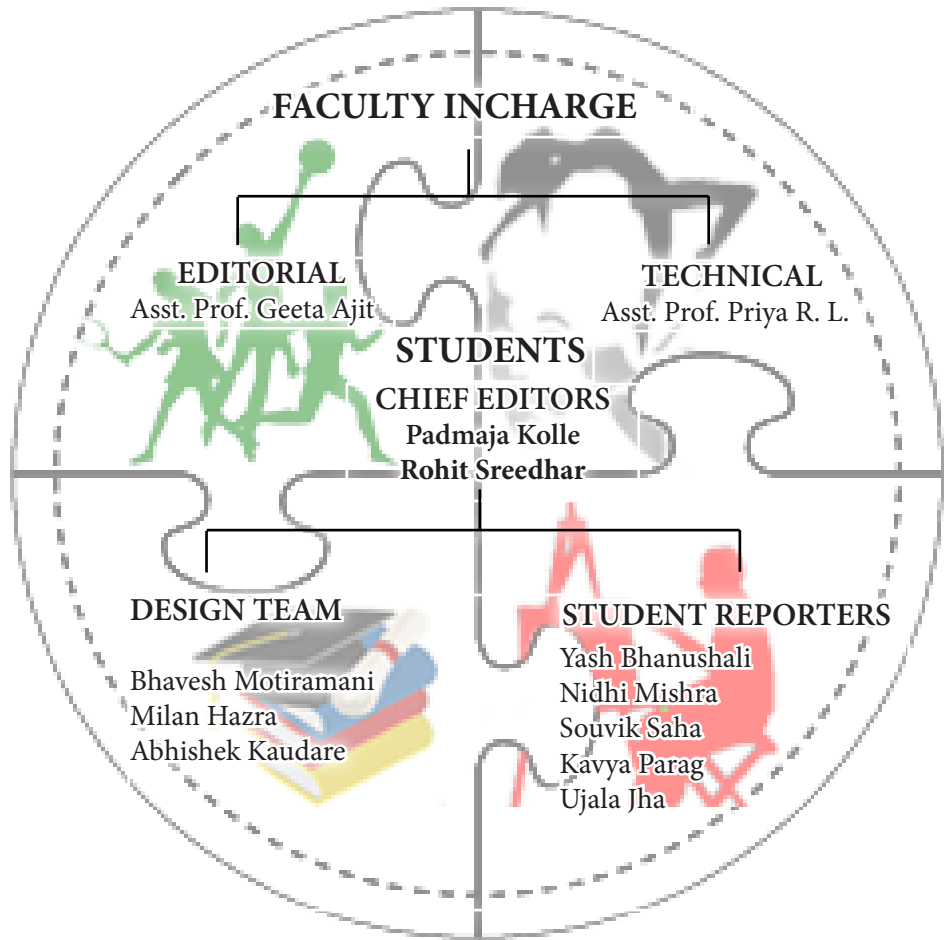 FACULTY INCHARGE
EDITORIAL
Asst. Prof. Geeta Ajit
TECHNICAL
Asst. Prof. Priya R. L.
STUDENTS
CHIEF EDITORS
Padmaja Kolle
Rohit Sreedhar
DESIGN TEAM
Bhavesh Motiramani
Milan Hazra
Abhishek Kaudare
STUDENT REPORTERS
Yash Bhanushali
Nidhi Mishra
Souvik Saha
Kavya Parag
Ujala Jha